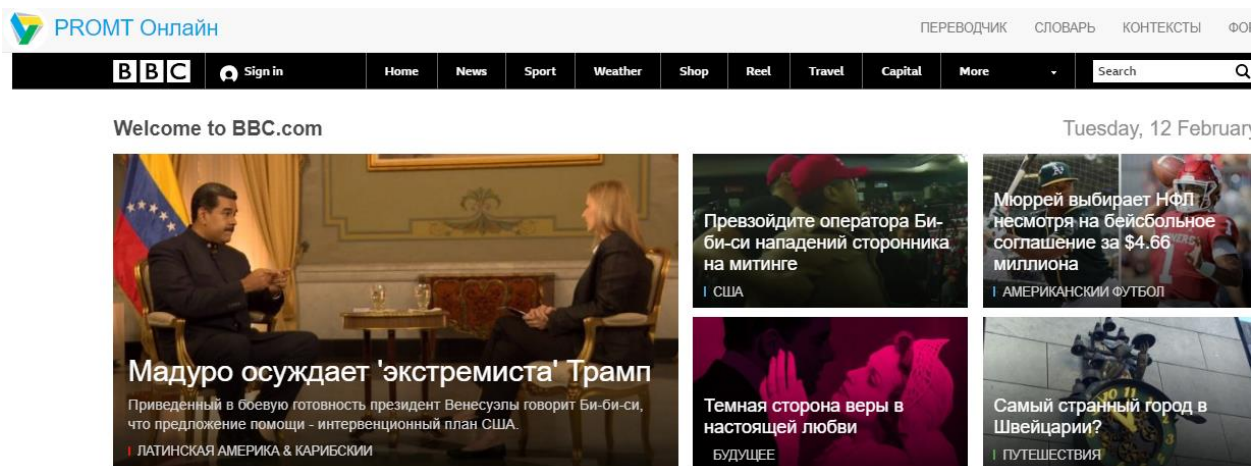 PROMT Онлайн
ПЕРЕВОДЧИК СЛОВАРЬ КОНТЕКСТЫ
BBC Sign in Home News Sport Weather Shop Reel Travel Capital More Search
Welcome to BBC.com
Tuesday, 12 February
Мадуро осуждает 'экстремиста' Трамп
Приведенный в боевую готовность президент Венесуэлы говорит Би-би-си,
что предложение помощи - интервенционный план США.
ЛАТИНСКАЯ АМЕРИКА & КАРИБСКИИ
Превзойдите оператора Би-
би-си нападений сторонника
на митинге
США
Мюррей выбирает НФЛ
несмотря на бейсбольное
соглашение за $4.66
миллиона
АМЕРИКАНСКИИ ФУТБОЛ
Темная сторона веры в
настоящей любви
БУДУЩЕЕ
Самый странный город в
Швейцарии?
ПУТЕШЕСТВИЯ